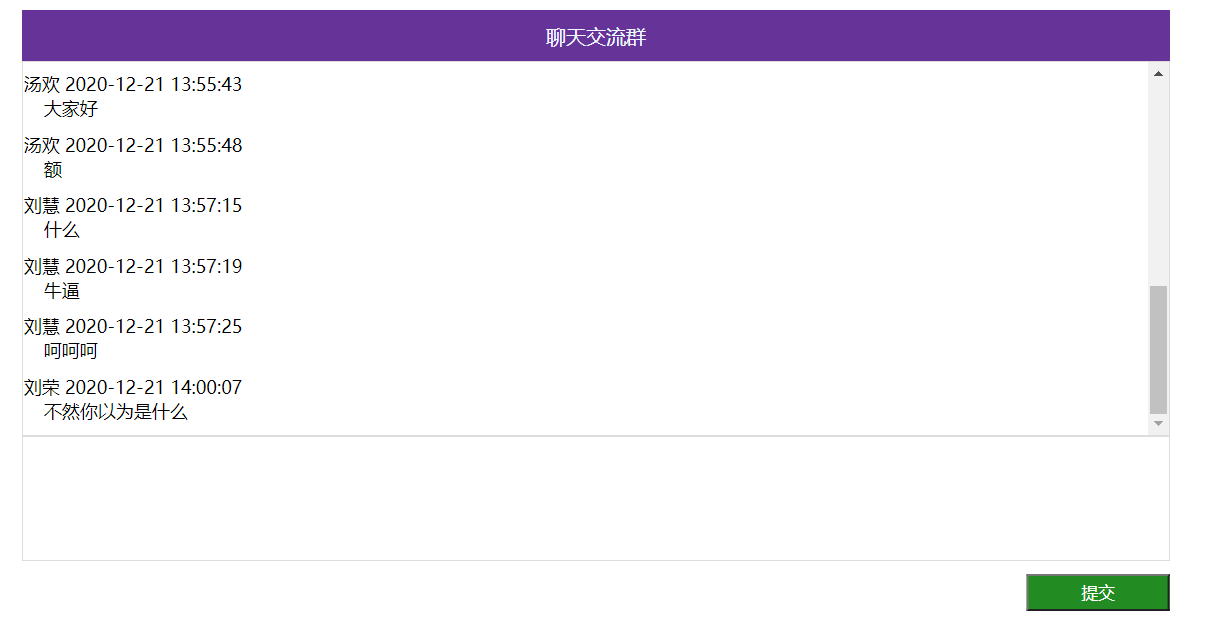 聊天交流群
汤欢 2020-12-21 13:55:43
大家好
汤欢 2020-12-21 13:55:48
额
刘慧 2020-12-21 13:57:15
什么
刘慧 2020-12-21 13:57:19
牛逼
刘慧 2020-12-21 13:57:25
呵呵呵
刘荣 2020-12-21 14:00:07
不然你以为是什么
提交